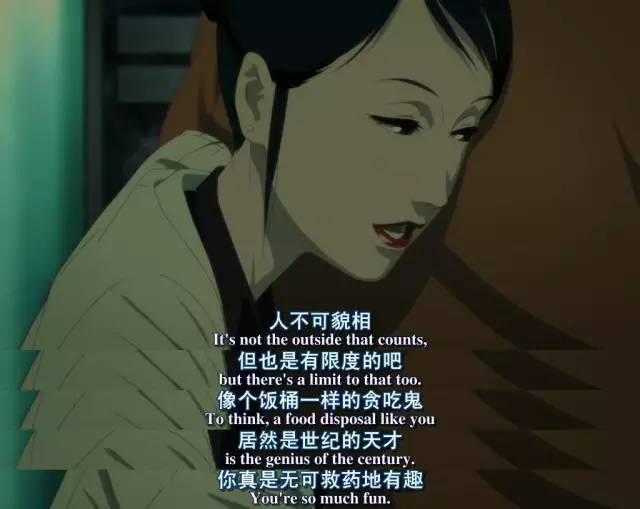 人不可貌相
It's not the outside that counts,
但也是有限度的吧
but there's a limit to that too.
像个饭桶一样的贪吃鬼
To think, a food disposal like you
居然是世纪的天才
is the genius of the century.
你真是无可救药地有趣
You're so much fun.